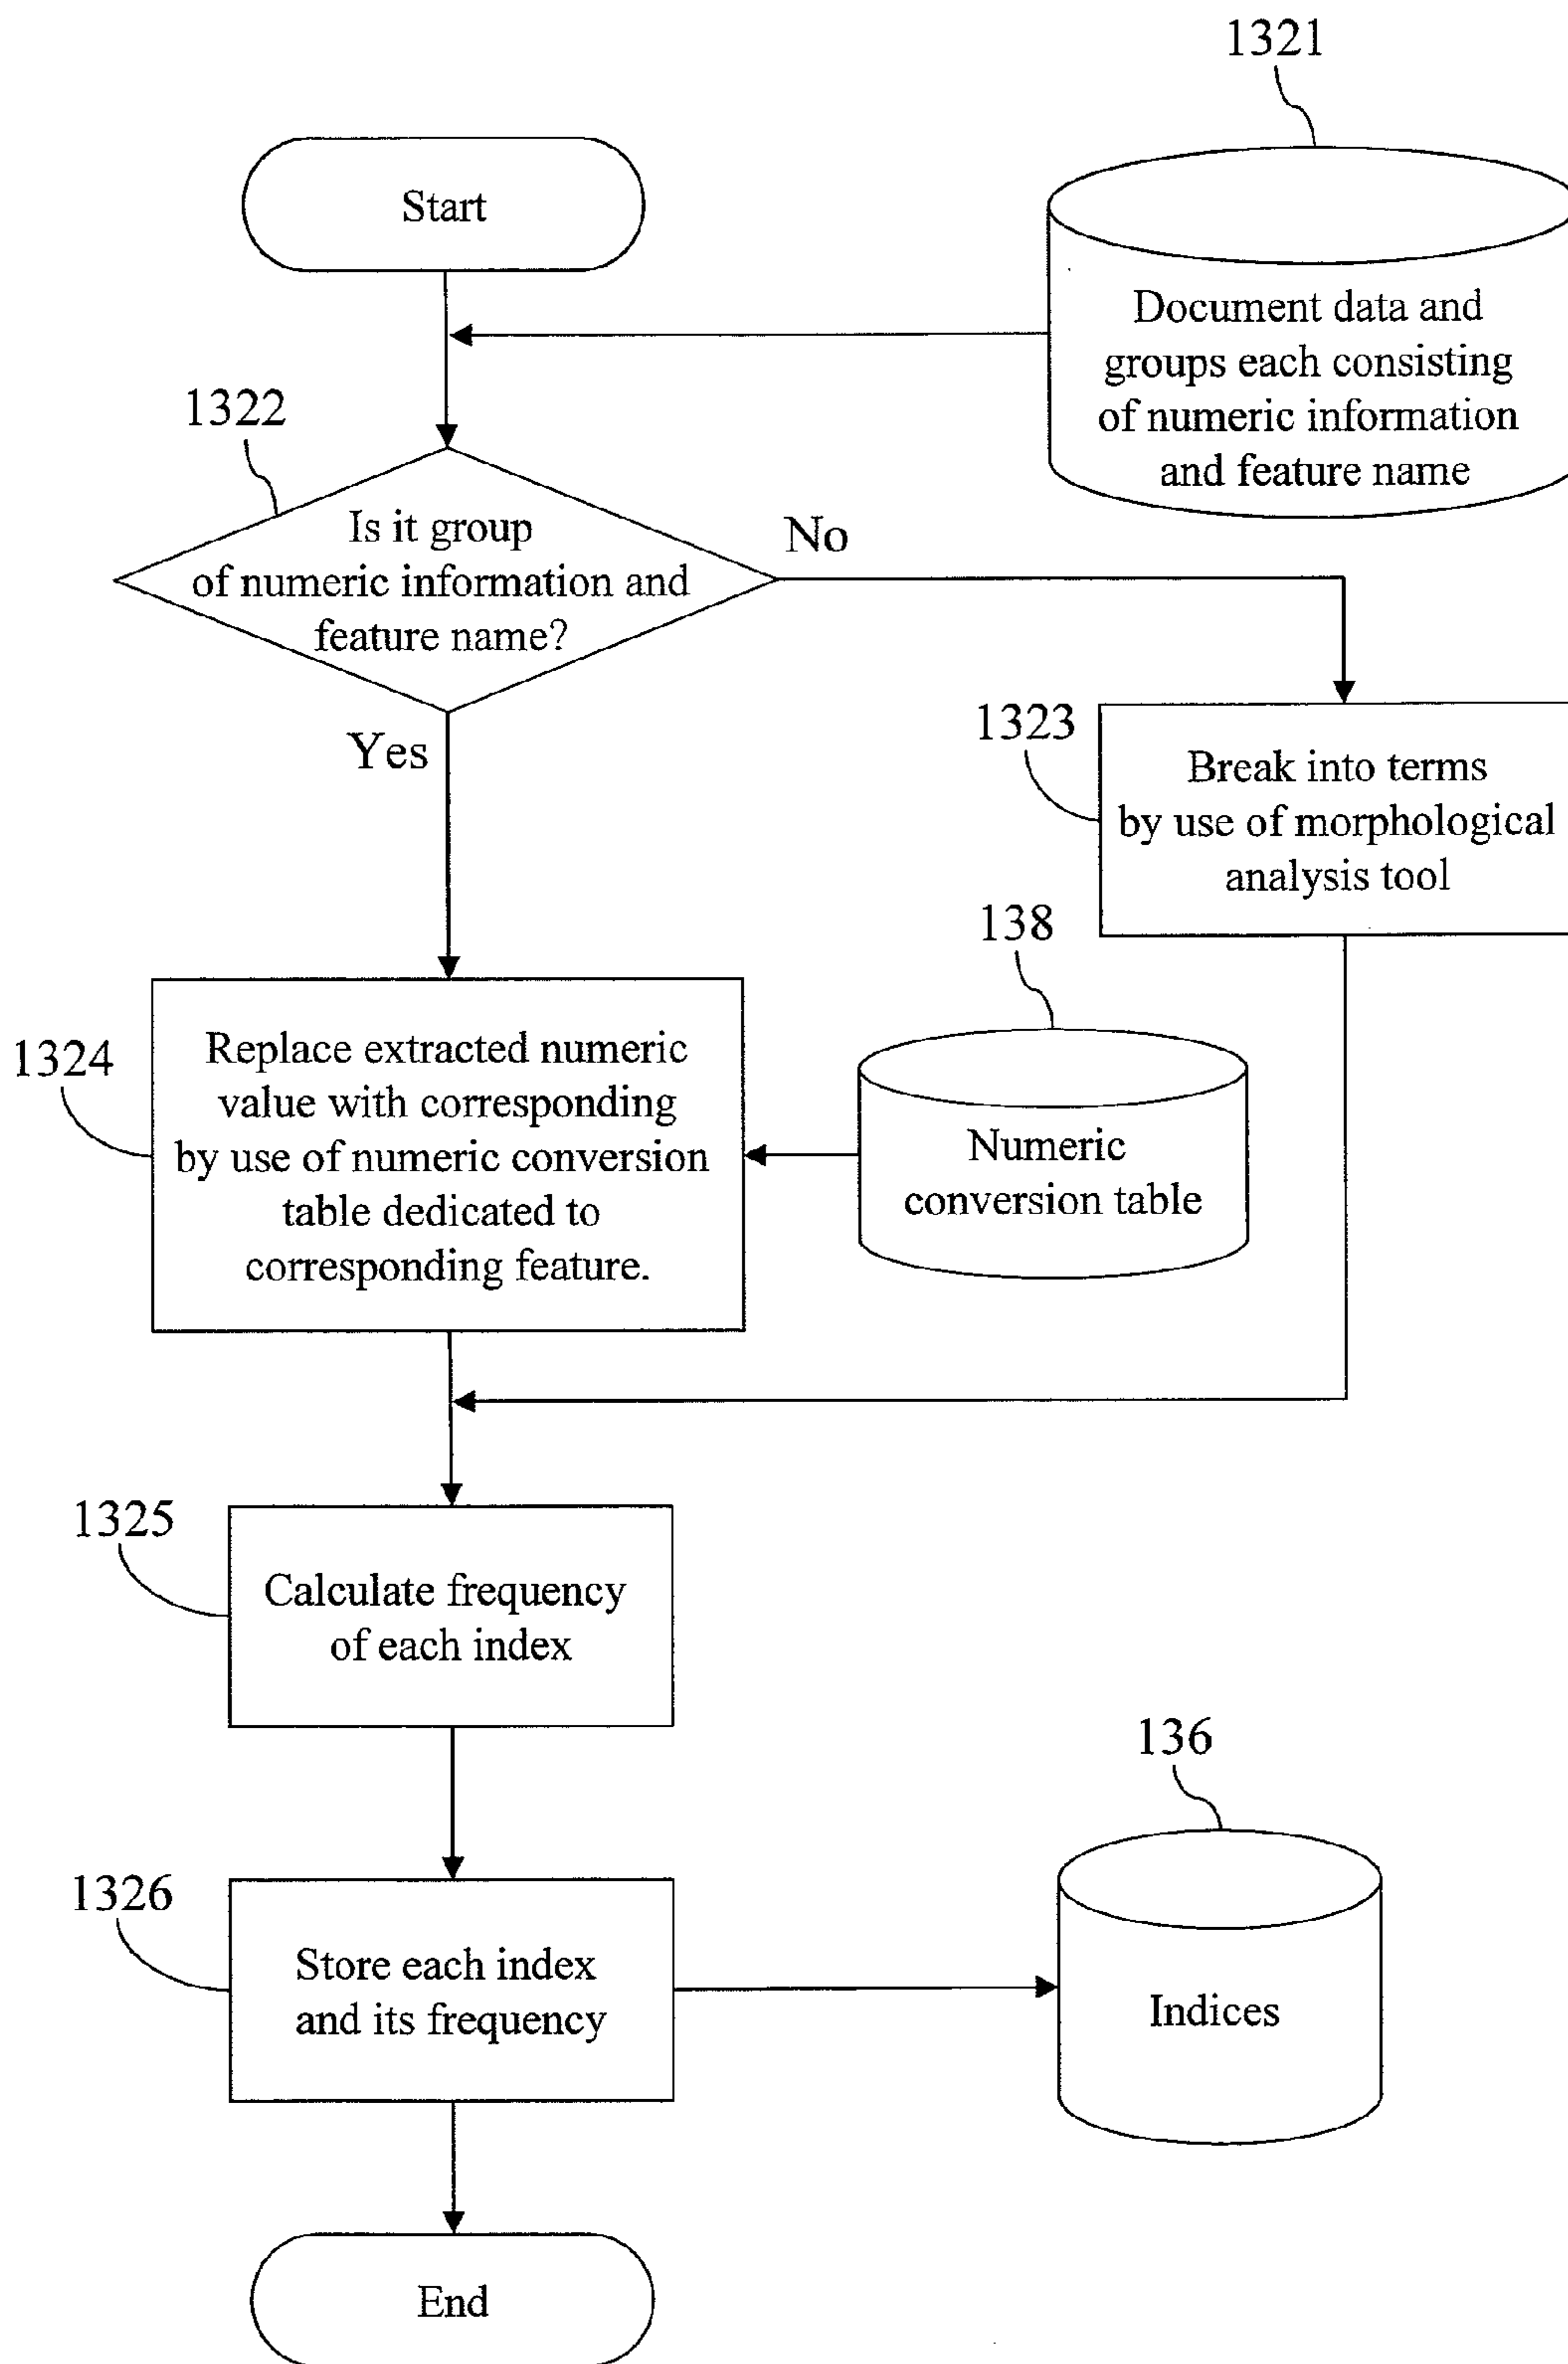 1321
Start
Document data and
groups each consisting
of numeric information
and feature name
1322
Is it group
of numeric information and
feature name?
No
Yes
1323
Break into terms
by use of morphological
analysis tool
138
Numeric
conversion table
1324
Replace extracted numeric
value with corresponding
by use of numeric conversion
table dedicated to
corresponding feature.
1325
Calculate frequency
of each index
136
1326
Store each index
and its frequency
Indices
End